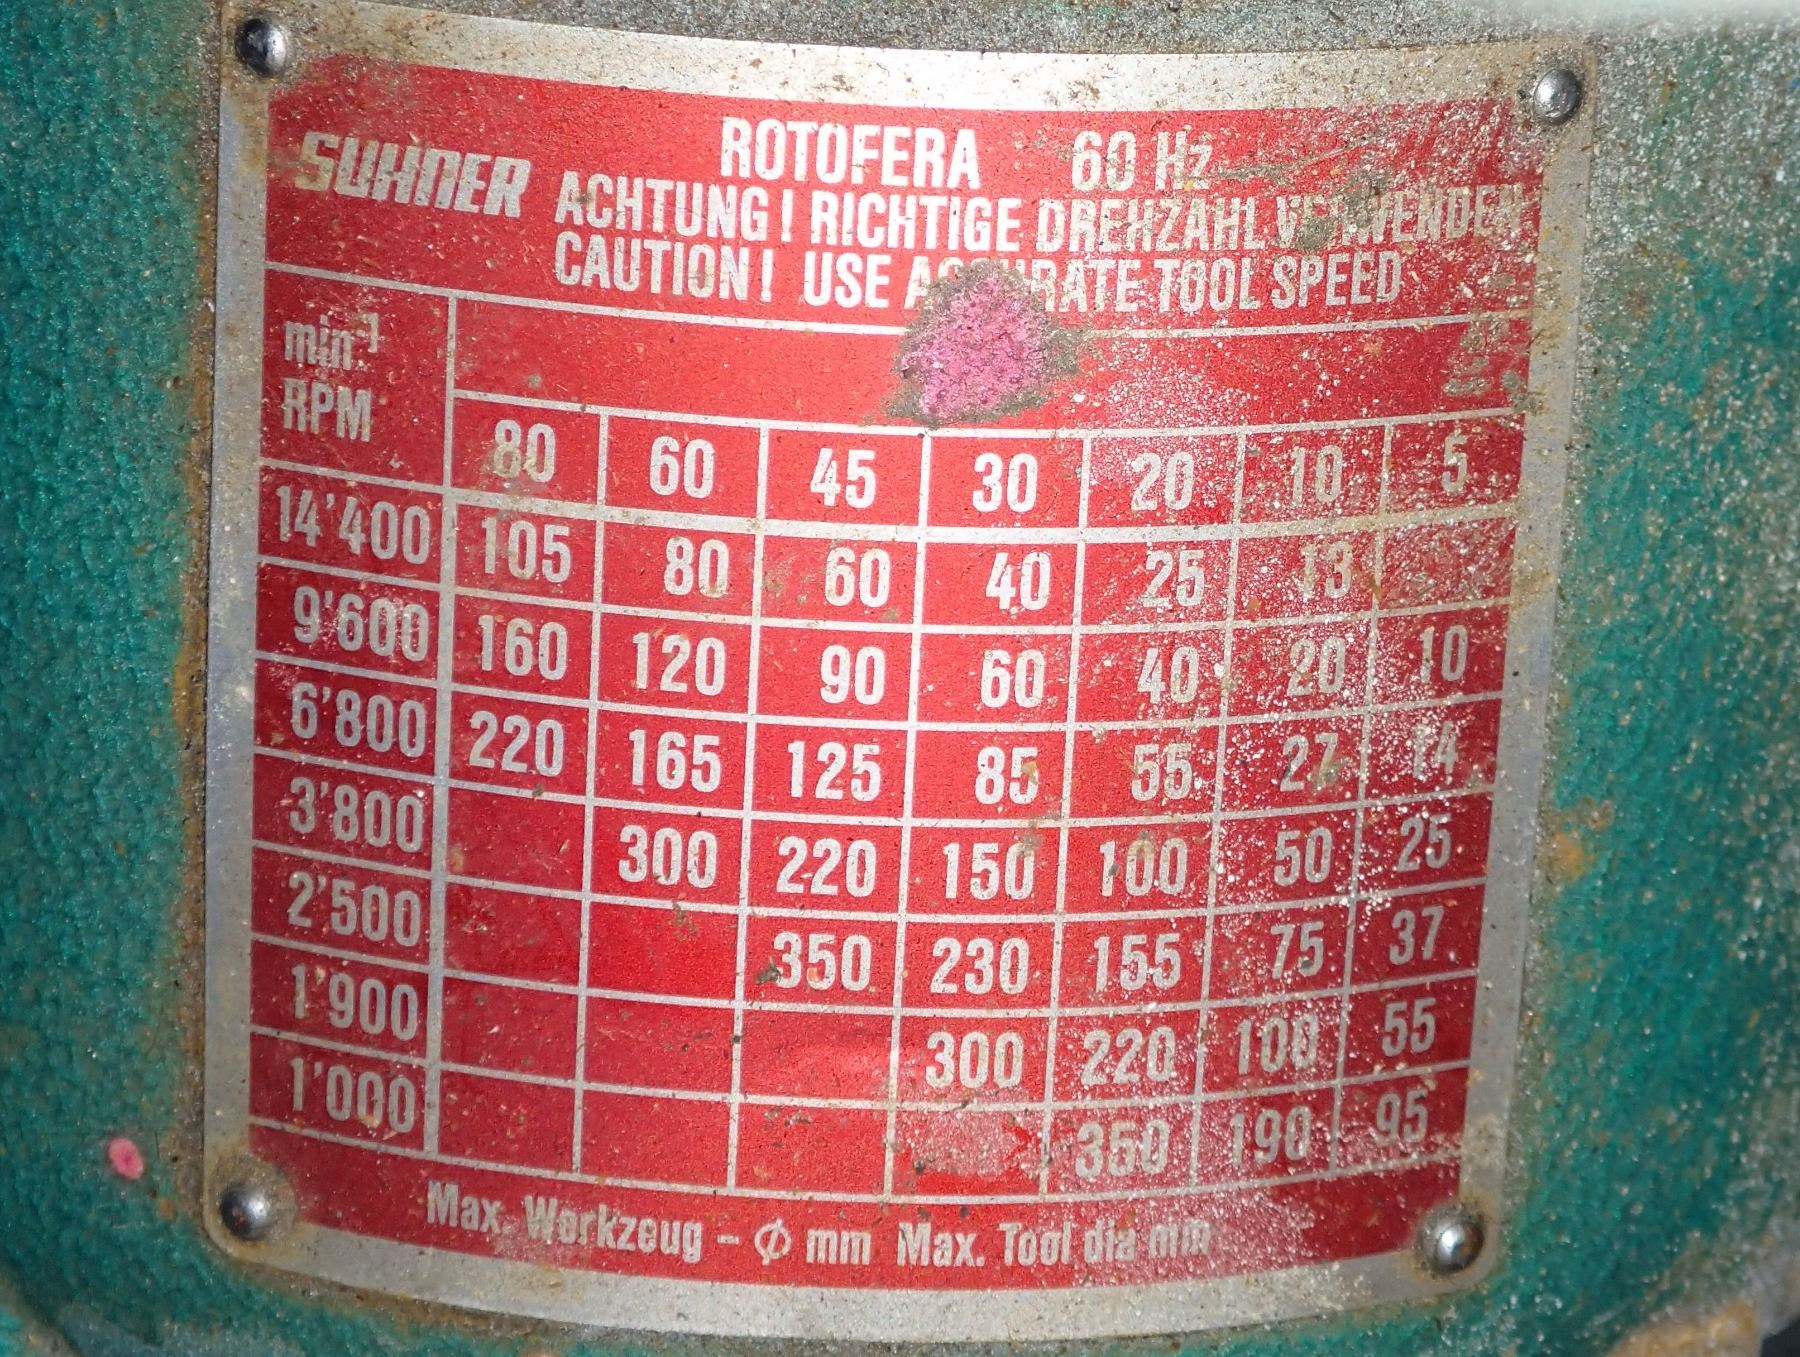 SUHNER
ROTOFERA 60 Hz
ACHTUNG! RICHTIGE DREHZAHL VERWENDEN
CAUTION! USE ACCURATE TOOL SPEED
min⁻¹
RPM
80 60 45 30 20 10 5
14'400 105 80 60 40 25 13
9'600 160 120 90 60 40 20 10
6'800 220 165 125 85 55 27 14
3'800 300 220 150 100 50 25
2'500 350 230 155 75 37
1'900 300 220 100 55
1'000 350 190 95
Max. Werkzeug - Φ mm Max. Tool dia mm